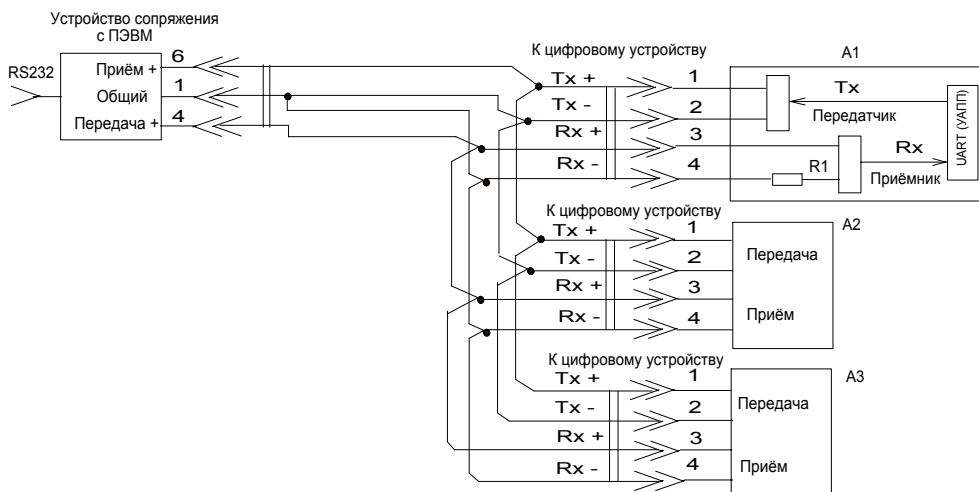 Устройство сопряжения
с ПЭВМ
RS232
Приём +
6
Общий
1
Передача +
4
К цифровому устройству
A1
Tx +
1
Tx -
2
Rx +
3
Rx -
4
Tx
Передатчик
R1
Rx
Приёмник
UART (УАПП)
К цифровому устройству
A2
Tx +
1
Передача
Tx -
2
Rx +
3
Приём
Rx -
4
К цифровому устройству
A3
Tx +
1
Передача
Tx -
2
Rx +
3
Rx -
4
Приём